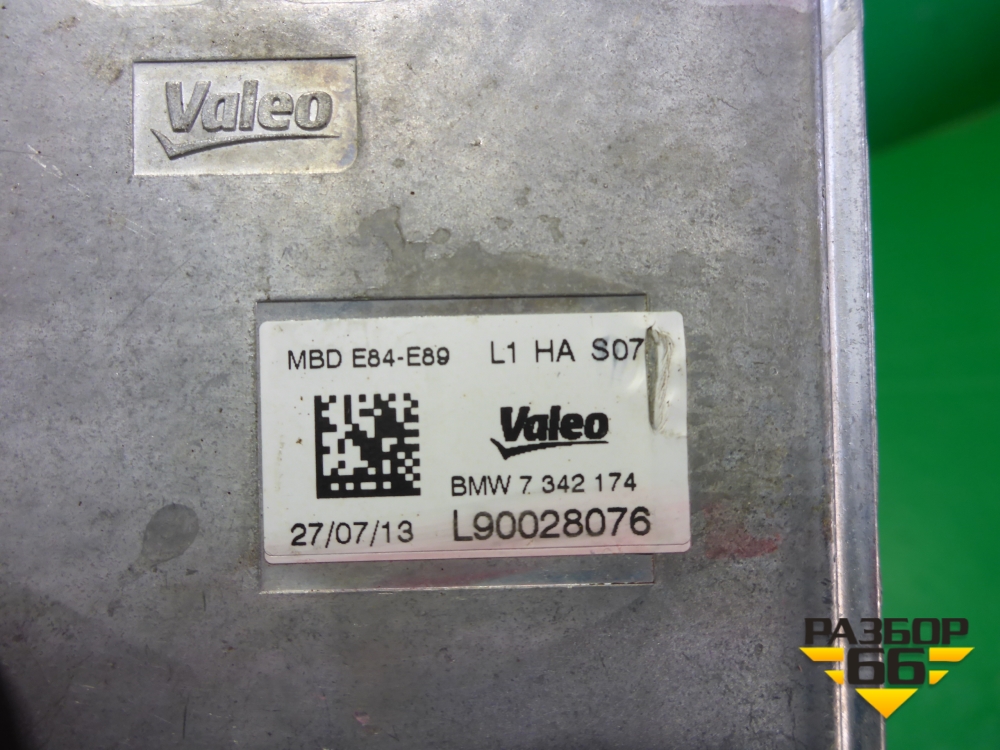 Valeo
MBD E84-E89 L1 HA S07
Valeo
BMW 7 342 174
27/07/13 L90028076
РАЗБОР
66